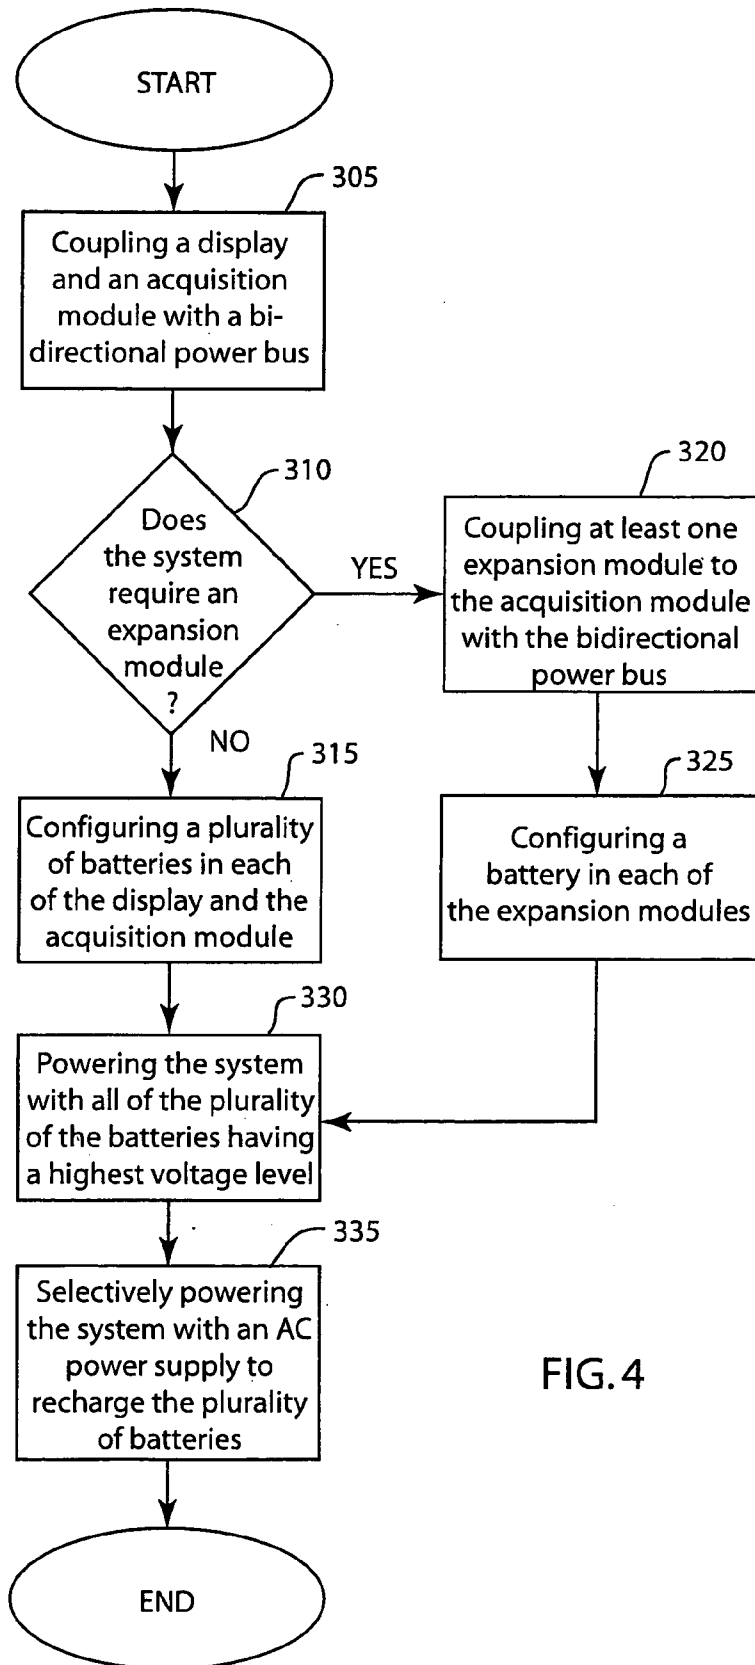 START
305
Coupling a display
and an acquisition
module with a bi-
directional power bus
310
Does
the system
require an
expansion
module
?
YES
NO
320
Coupling at least one
expansion module to
the acquisition module
with the bidirectional
power bus
315
Configuring a plurality
of batteries in each
of the display and the
acquisition module
325
Configuring a
battery in each of
the expansion modules
330
Powering the system
with all of the plurality
of the batteries having
a highest voltage level
335
Selectively powering
the system with an AC
power supply to
recharge the plurality
of batteries
FIG. 4
END